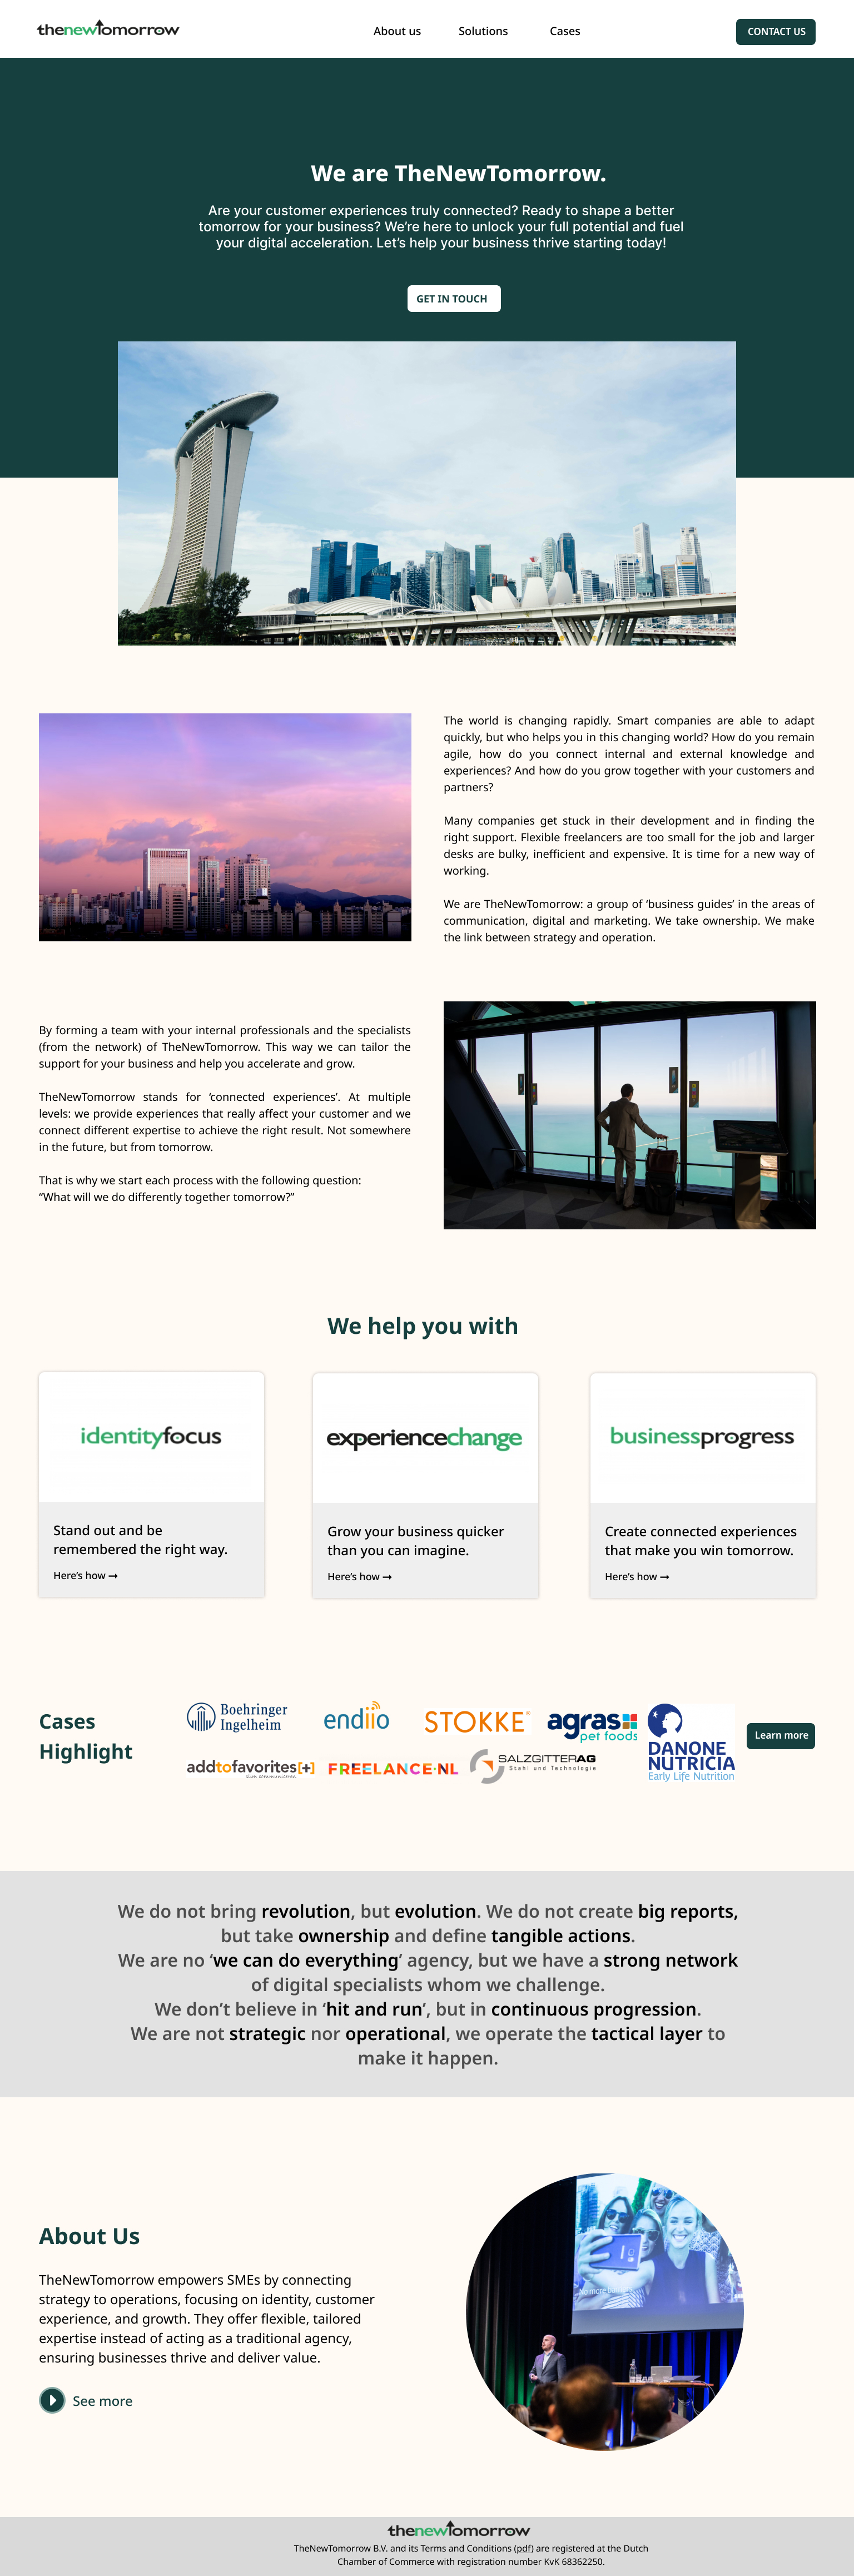 thenewtomorrow
About us Solutions Cases CONTACT US
We are TheNewTomorrow.
Are your customer experiences truly connected? Ready to shape a better
tomorrow for your business? We're here to unlock your full potential and fuel
your digital acceleration. Let's help your business thrive starting today!
GET IN TOUCH
The world is changing rapidly. Smart companies are able to adapt
quickly, but who helps you in this changing world? How do you remain
agile, how do you connect internal and external knowledge and
experiences? And how do you grow together with your customers and
partners?
Many companies get stuck in their development and in finding the
right support. Flexible freelancers are too small for the job and larger
desks are bulky, inefficient and expensive. It is time for a new way of
working.
We are TheNewTomorrow: a group of ‘business guides’ in the areas of
communication, digital and marketing. We take ownership. We make
the link between strategy and operation.
By forming a team with your internal professionals and the specialists
(from the network) of TheNewTomorrow. This way we can tailor the
support for your business and help you accelerate and grow.
TheNewTomorrow stands for ‘connected experiences’. At multiple
levels: we provide experiences that really affect your customer and we
connect different expertise to achieve the right result. Not somewhere
in the future, but from tomorrow.
That is why we start each process with the following question:
“What will we do differently together tomorrow?”
We help you with
identityfocus
Stand out and be
remembered the right way.
Here’s how →
experiencechange
Grow your business quicker
than you can imagine.
Here’s how →
businessprogress
Create connected experiences
that make you win tomorrow.
Here’s how →
Cases
Highlight
Boehringer
Ingelheim
endiio
STOKKE®
agras
pet foods
DANONE
NUTRICIA
Early Life Nutrition
addtofavorites[+]
FREELANCE.NL
SALZGITTERAG
Stahl und Technologie
Learn more
We do not bring revolution, but evolution. We do not create big reports,
but take ownership and define tangible actions.
We are no ‘we can do everything’ agency, but we have a strong network
of digital specialists whom we challenge.
We don’t believe in ‘hit and run’, but in continuous progression.
We are not strategic nor operational, we operate the tactical layer to
make it happen.
About Us
TheNewTomorrow empowers SMEs by connecting
strategy to operations, focusing on identity, customer
experience, and growth. They offer flexible, tailored
expertise instead of acting as a traditional agency,
ensuring businesses thrive and deliver value.
See more
No more
thenewtomorrow
TheNewTomorrow B.V. and its Terms and Conditions (pdf) are registered at the Dutch
Chamber of Commerce with registration number KvK 68362250.